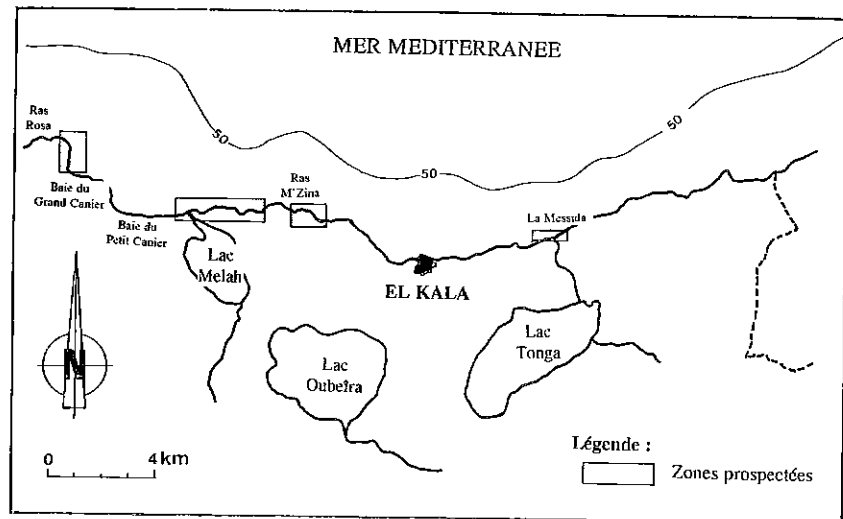 MER MEDITERRANEE
Ras
Rosa
50
50
50
Baie du
Grand Canier
Ras
M'Zina
Baie du
Petit Canier
La Messida
Lac
Melah
EL KALA
N
Lac
Oubeîra
Lac
Tonga
0 4 km
Légende :
Zones prospectées